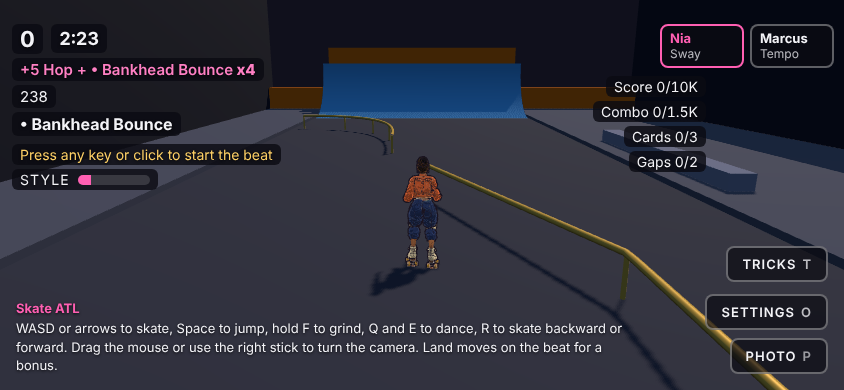 0 2:23
+5 Hop + • Bankhead Bounce x4
238
• Bankhead Bounce
Press any key or click to start the beat
STYLE
Nia
Sway
Marcus
Tempo
Score 0/10K
Combo 0/1.5K
Cards 0/3
Gaps 0/2
TRICKS T
SETTINGS O
PHOTO P
Skate ATL
WASD or arrows to skate, Space to jump, hold F to grind, Q and E to dance, R to skate backward or
forward. Drag the mouse or use the right stick to turn the camera. Land moves on the beat for a
bonus.